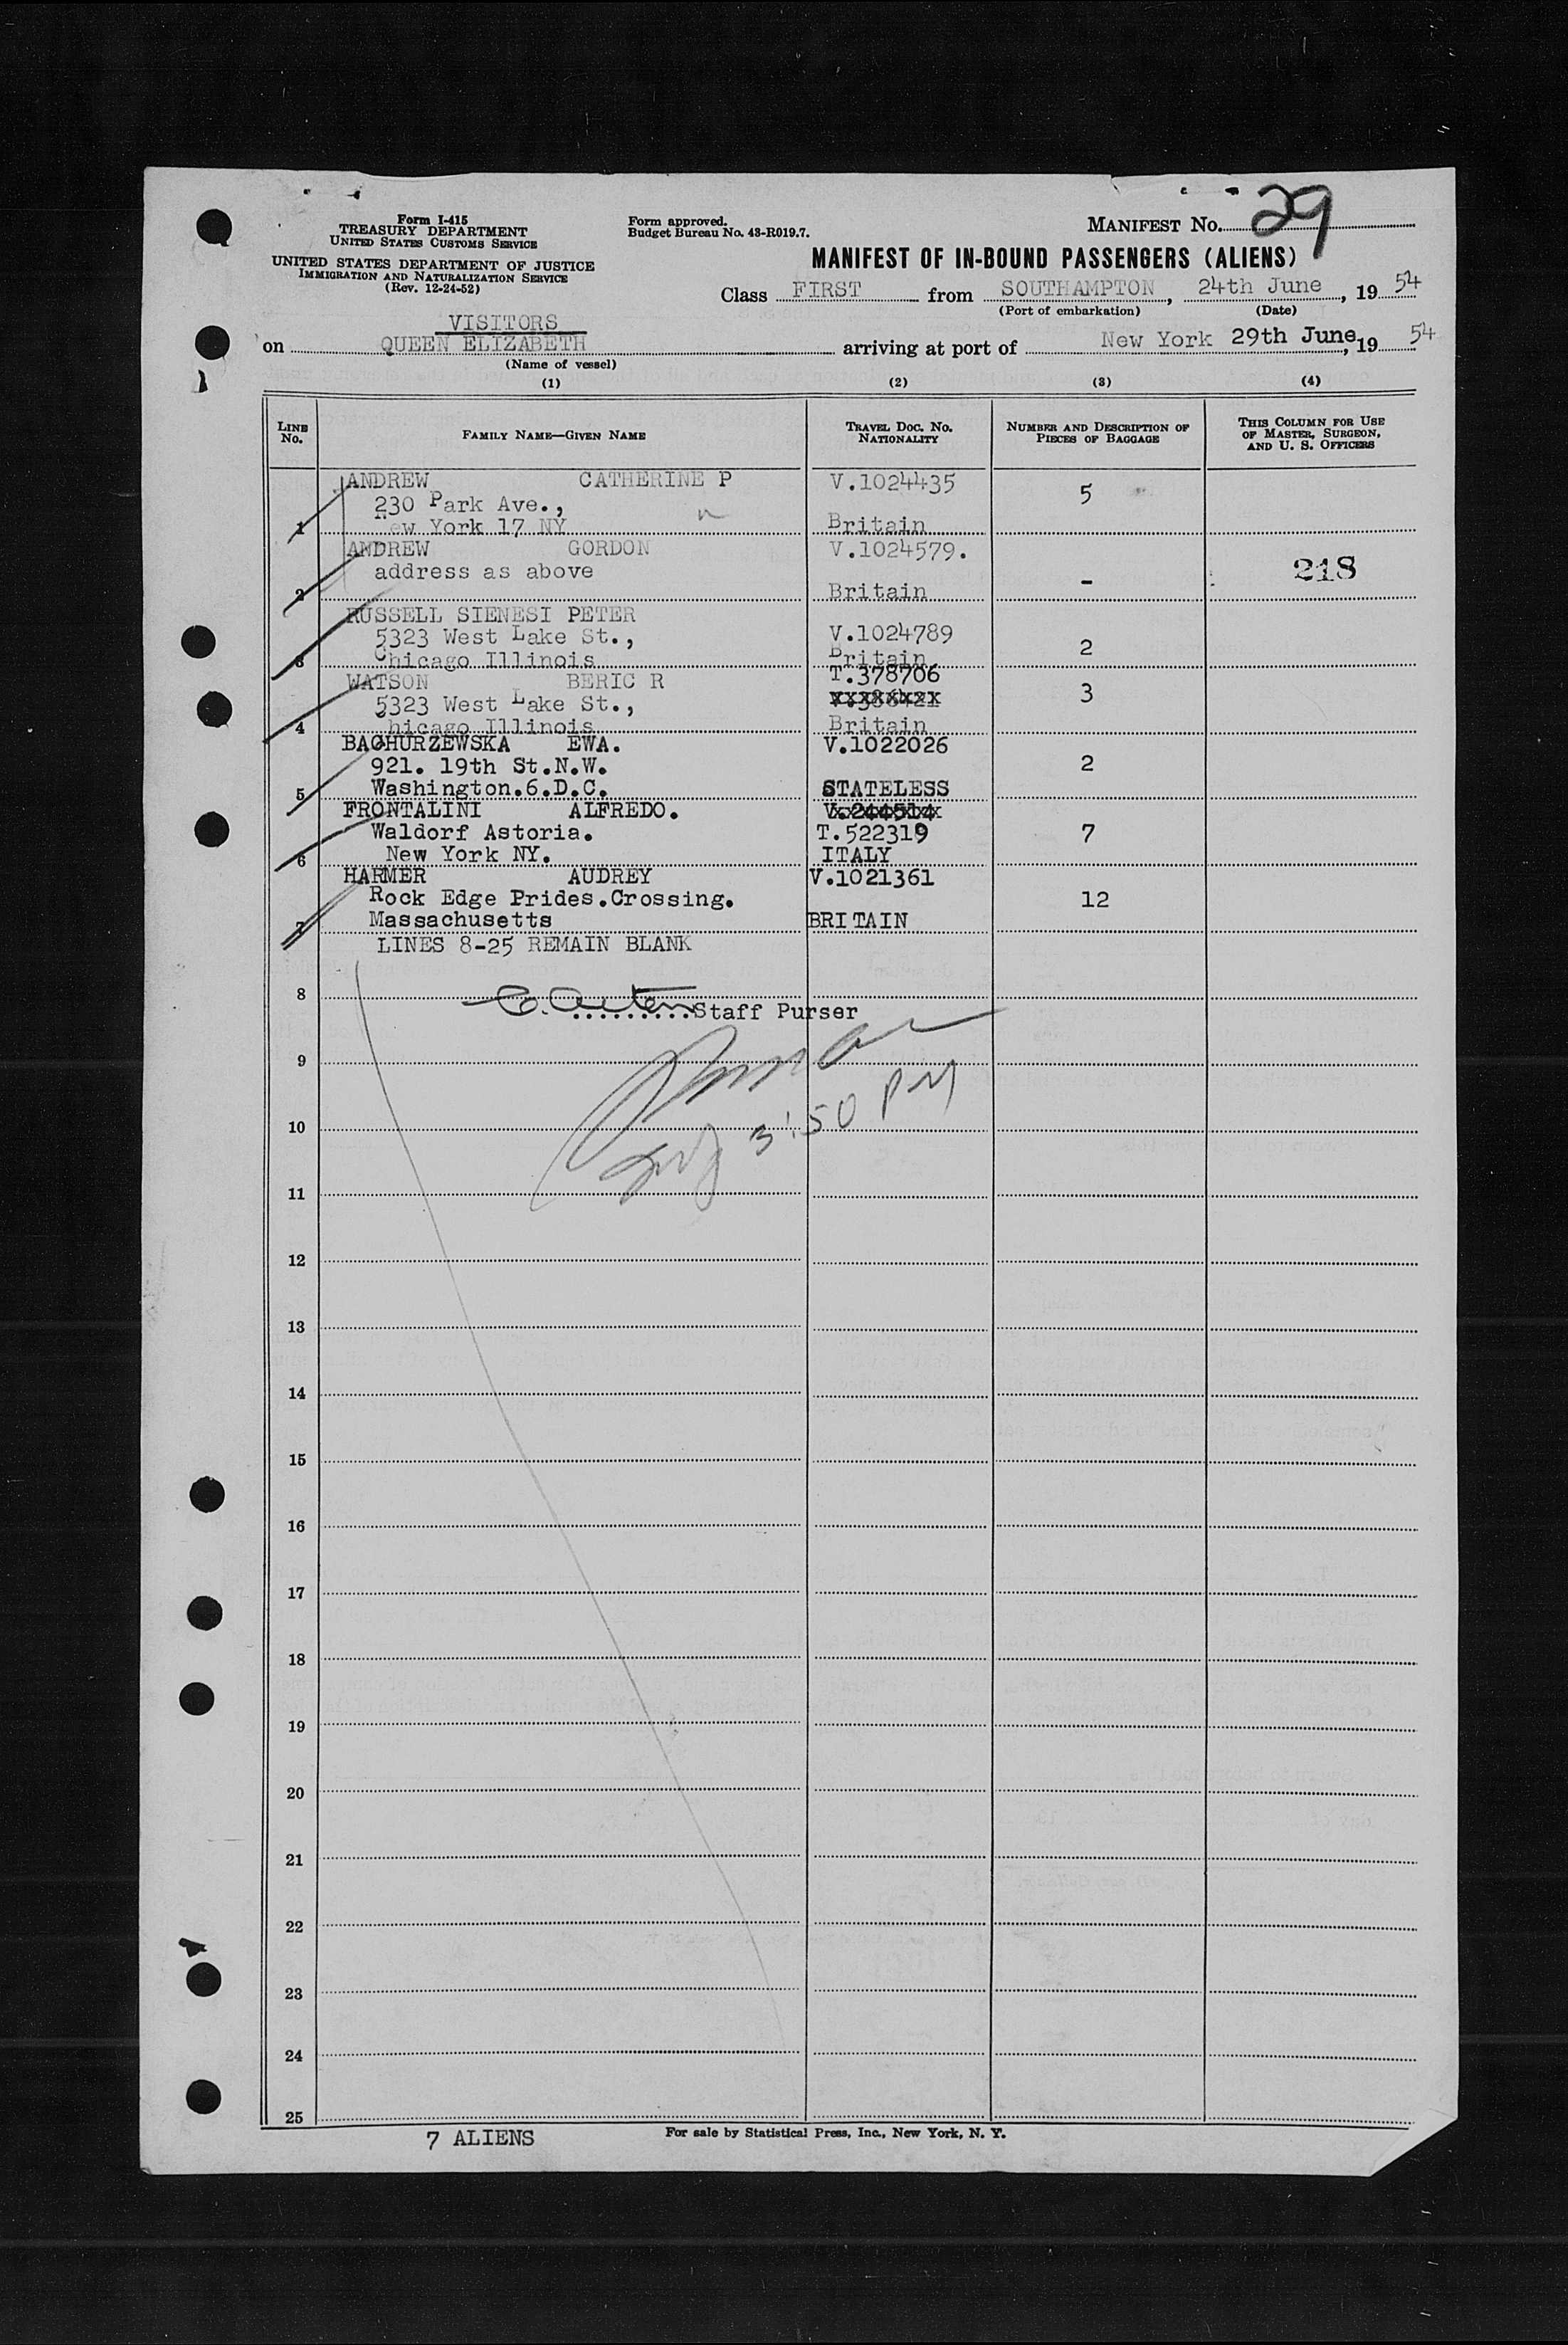 Form I-415
TREASURY DEPARTMENT
UNITED STATES CUSTOMS SERVICE
UNITED STATES DEPARTMENT OF JUSTICE
IMMIGRATION AND NATURALIZATION SERVICE
(Rev. 12-24-52)
Form approved.
Budget Bureau No. 43-R019.7.
MANIFEST No. 29
MANIFEST OF IN-BOUND PASSENGERS (ALIENS)
Class FIRST from SOUTHAMPTON, 24th June, 19 54
(Port of embarkation) (Date)
VISITORS
on QUEEN ELIZABETH arriving at port of New York 29th June, 19 54
(Name of vessel)
(1) (2) (3) (4)
LINE No. FAMILY NAME—GIVEN NAME TRAVEL DOC. NO. NATIONALITY NUMBER AND DESCRIPTION OF PIECES OF BAGGAGE THIS COLUMN FOR USE OF MASTER, SURGEON, AND U. S. OFFICERS
ANDREW CATHERINE P V.1024435
230 Park Ave., 5
1 New York 17 NY Britain
ANDREW GORDON V.1024579.
address as above - 218
2 Britain
RUSSELL SIENESI PETER
5323 West Lake St., V.1024789 2
3 Chicago Illinois Britain
WATSON BERIC R T.378706
5323 West Lake St., 3
4 Chicago Illinois Britain
BACHURZEWSKA EWA. V.1022026
921. 19th St.N.W. 2
5 Washington.6.D.C. STATELESS
FRONTALINI ALFREDO. V.244514
Waldorf Astoria. T.522319 7
6 New York NY. ITALY
HARMER AUDREY V.1021361
Rock Edge Prides.Crossing. 12
7 Massachusetts BRITAIN
LINES 8-25 REMAIN BLANK
8
.........Staff Purser
9
3:50 PM
10
11
12
13
14
15
16
17
18
19
20
21
22
23
24
25
7 ALIENS
For sale by Statistical Press, Inc., New York, N. Y.